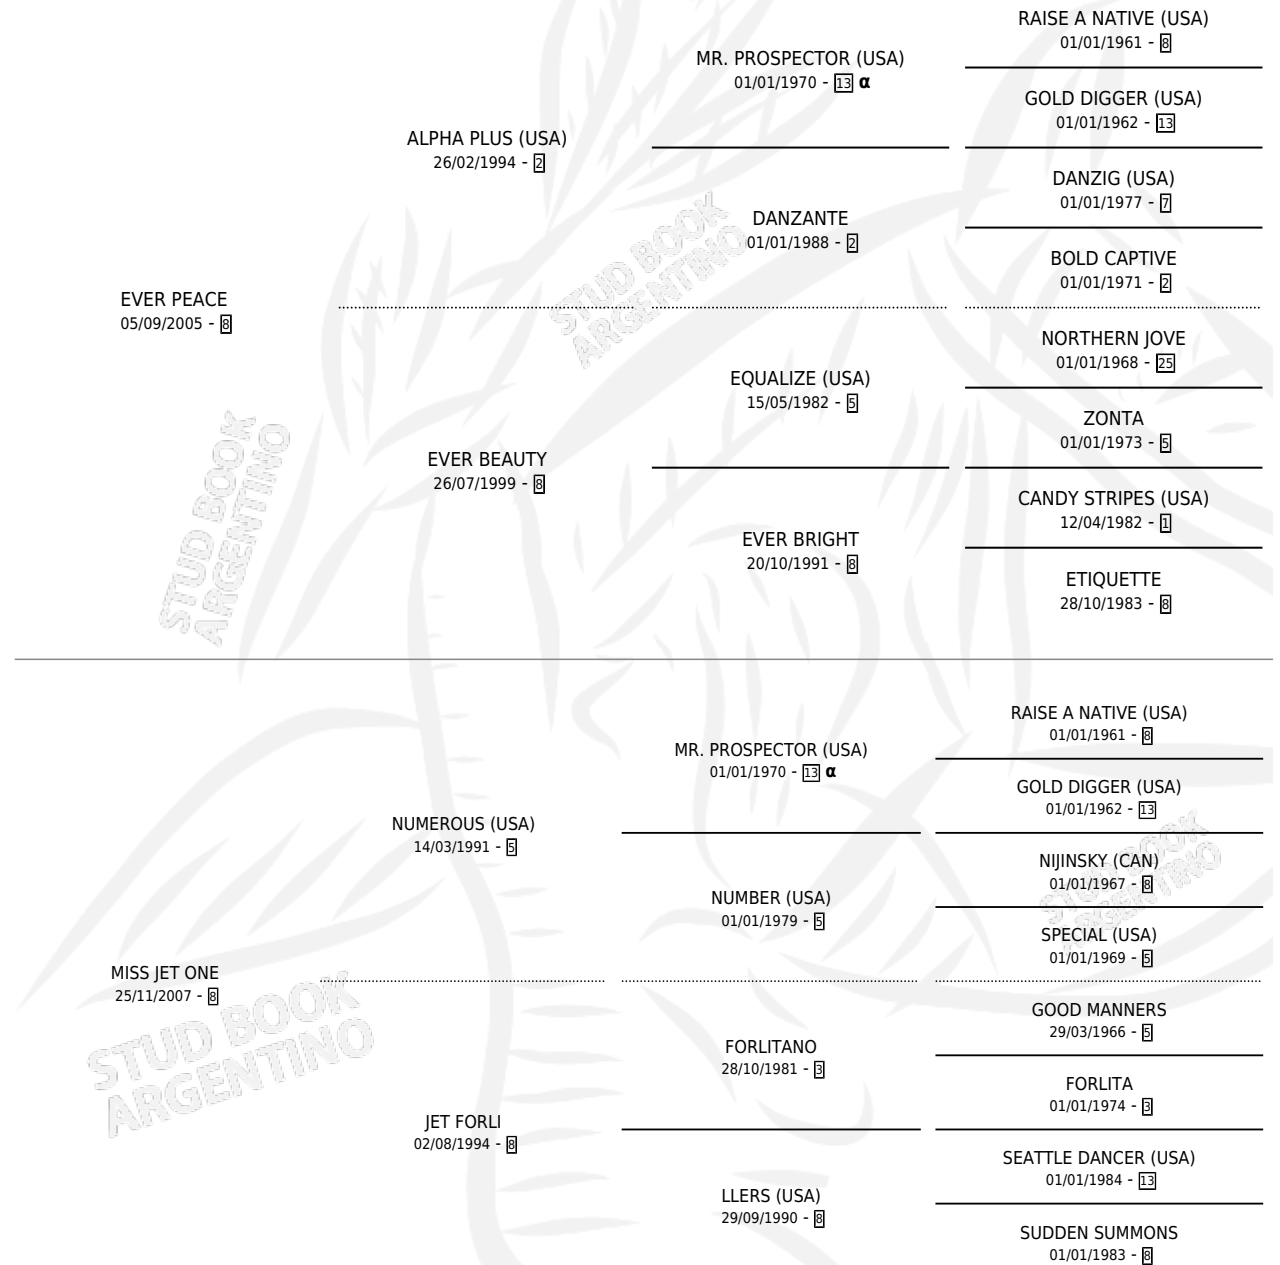 RAISE A NATIVE (USA)
01/01/1961 - 8
MR. PROSPECTOR (USA)
01/01/1970 - 13 α
GOLD DIGGER (USA)
01/01/1962 - 13
ALPHA PLUS (USA)
26/02/1994 - 2
DANZIG (USA)
01/01/1977 - 7
DANZANTE
01/01/1988 - 2
BOLD CAPTIVE
01/01/1971 - 2
EVER PEACE
05/09/2005 - 8
NORTHERN JOVE
01/01/1968 - 25
EQUALIZE (USA)
15/05/1982 - 5
ZONTA
01/01/1973 - 5
EVER BEAUTY
26/07/1999 - 8
CANDY STRIPES (USA)
12/04/1982 - 1
EVER BRIGHT
20/10/1991 - 8
ETIQUETTE
28/10/1983 - 8
RAISE A NATIVE (USA)
01/01/1961 - 8
MR. PROSPECTOR (USA)
01/01/1970 - 13 α
GOLD DIGGER (USA)
01/01/1962 - 13
NUMEROUS (USA)
14/03/1991 - 5
NIJINSKY (CAN)
01/01/1967 - 8
NUMBER (USA)
01/01/1979 - 5
SPECIAL (USA)
01/01/1969 - 5
MISS JET ONE
25/11/2007 - 8
GOOD MANNERS
29/03/1966 - 5
FORLITANO
28/10/1981 - 3
FORLITA
01/01/1974 - 3
JET FORLI
02/08/1994 - 8
SEATTLE DANCER (USA)
01/01/1984 - 13
LLERS (USA)
29/09/1990 - 8
SUDDEN SUMMONS
01/01/1983 - 8
STUD BOOK
ARGENTINO
STUD BOOK
ARGENTINO
STUD BOOK
ARGENTINO
STUD BOOK
ARGENTINO